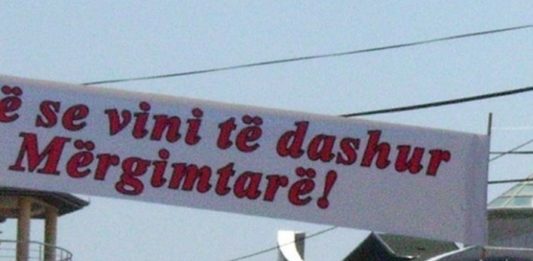 se vini të dashur
Mërgimtarë!